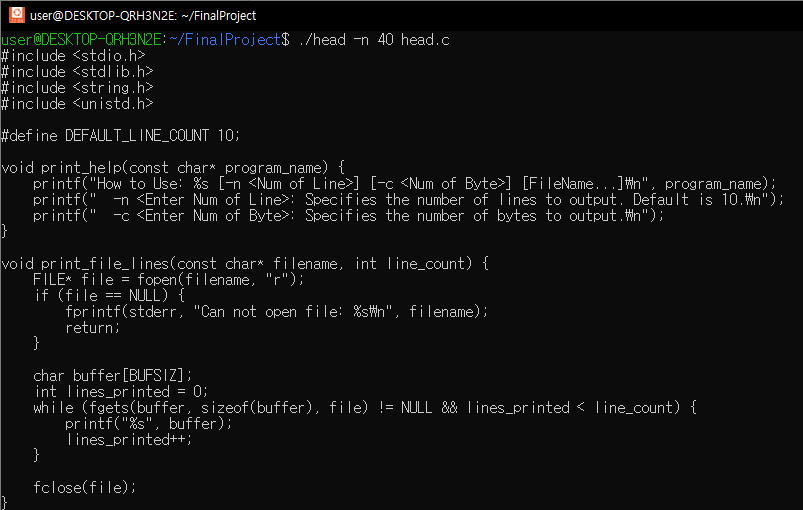 user@DESKTOP-QRH3N2E: ~/FinalProject
user@DESKTOP-QRH3N2E:~/FinalProject$ ./head -n 40 head.c
#include <stdio.h>
#include <stdlib.h>
#include <string.h>
#include <unistd.h>

#define DEFAULT_LINE_COUNT 10;

void print_help(const char* program_name) {
    printf("How to Use: %s [-n <Num of Line>] [-c <Num of Byte>] [FileName...]₩n", program_name);
    printf("  -n <Enter Num of Line>: Specifies the number of lines to output. Default is 10.₩n");
    printf("  -c <Enter Num of Byte>: Specifies the number of bytes to output.₩n");
}

void print_file_lines(const char* filename, int line_count) {
    FILE* file = fopen(filename, "r");
    if (file == NULL) {
        fprintf(stderr, "Can not open file: %s₩n", filename);
        return;
    }

    char buffer[BUFSIZ];
    int lines_printed = 0;
    while (fgets(buffer, sizeof(buffer), file) != NULL && lines_printed < line_count) {
        printf("%s", buffer);
        lines_printed++;
    }

    fclose(file);
}